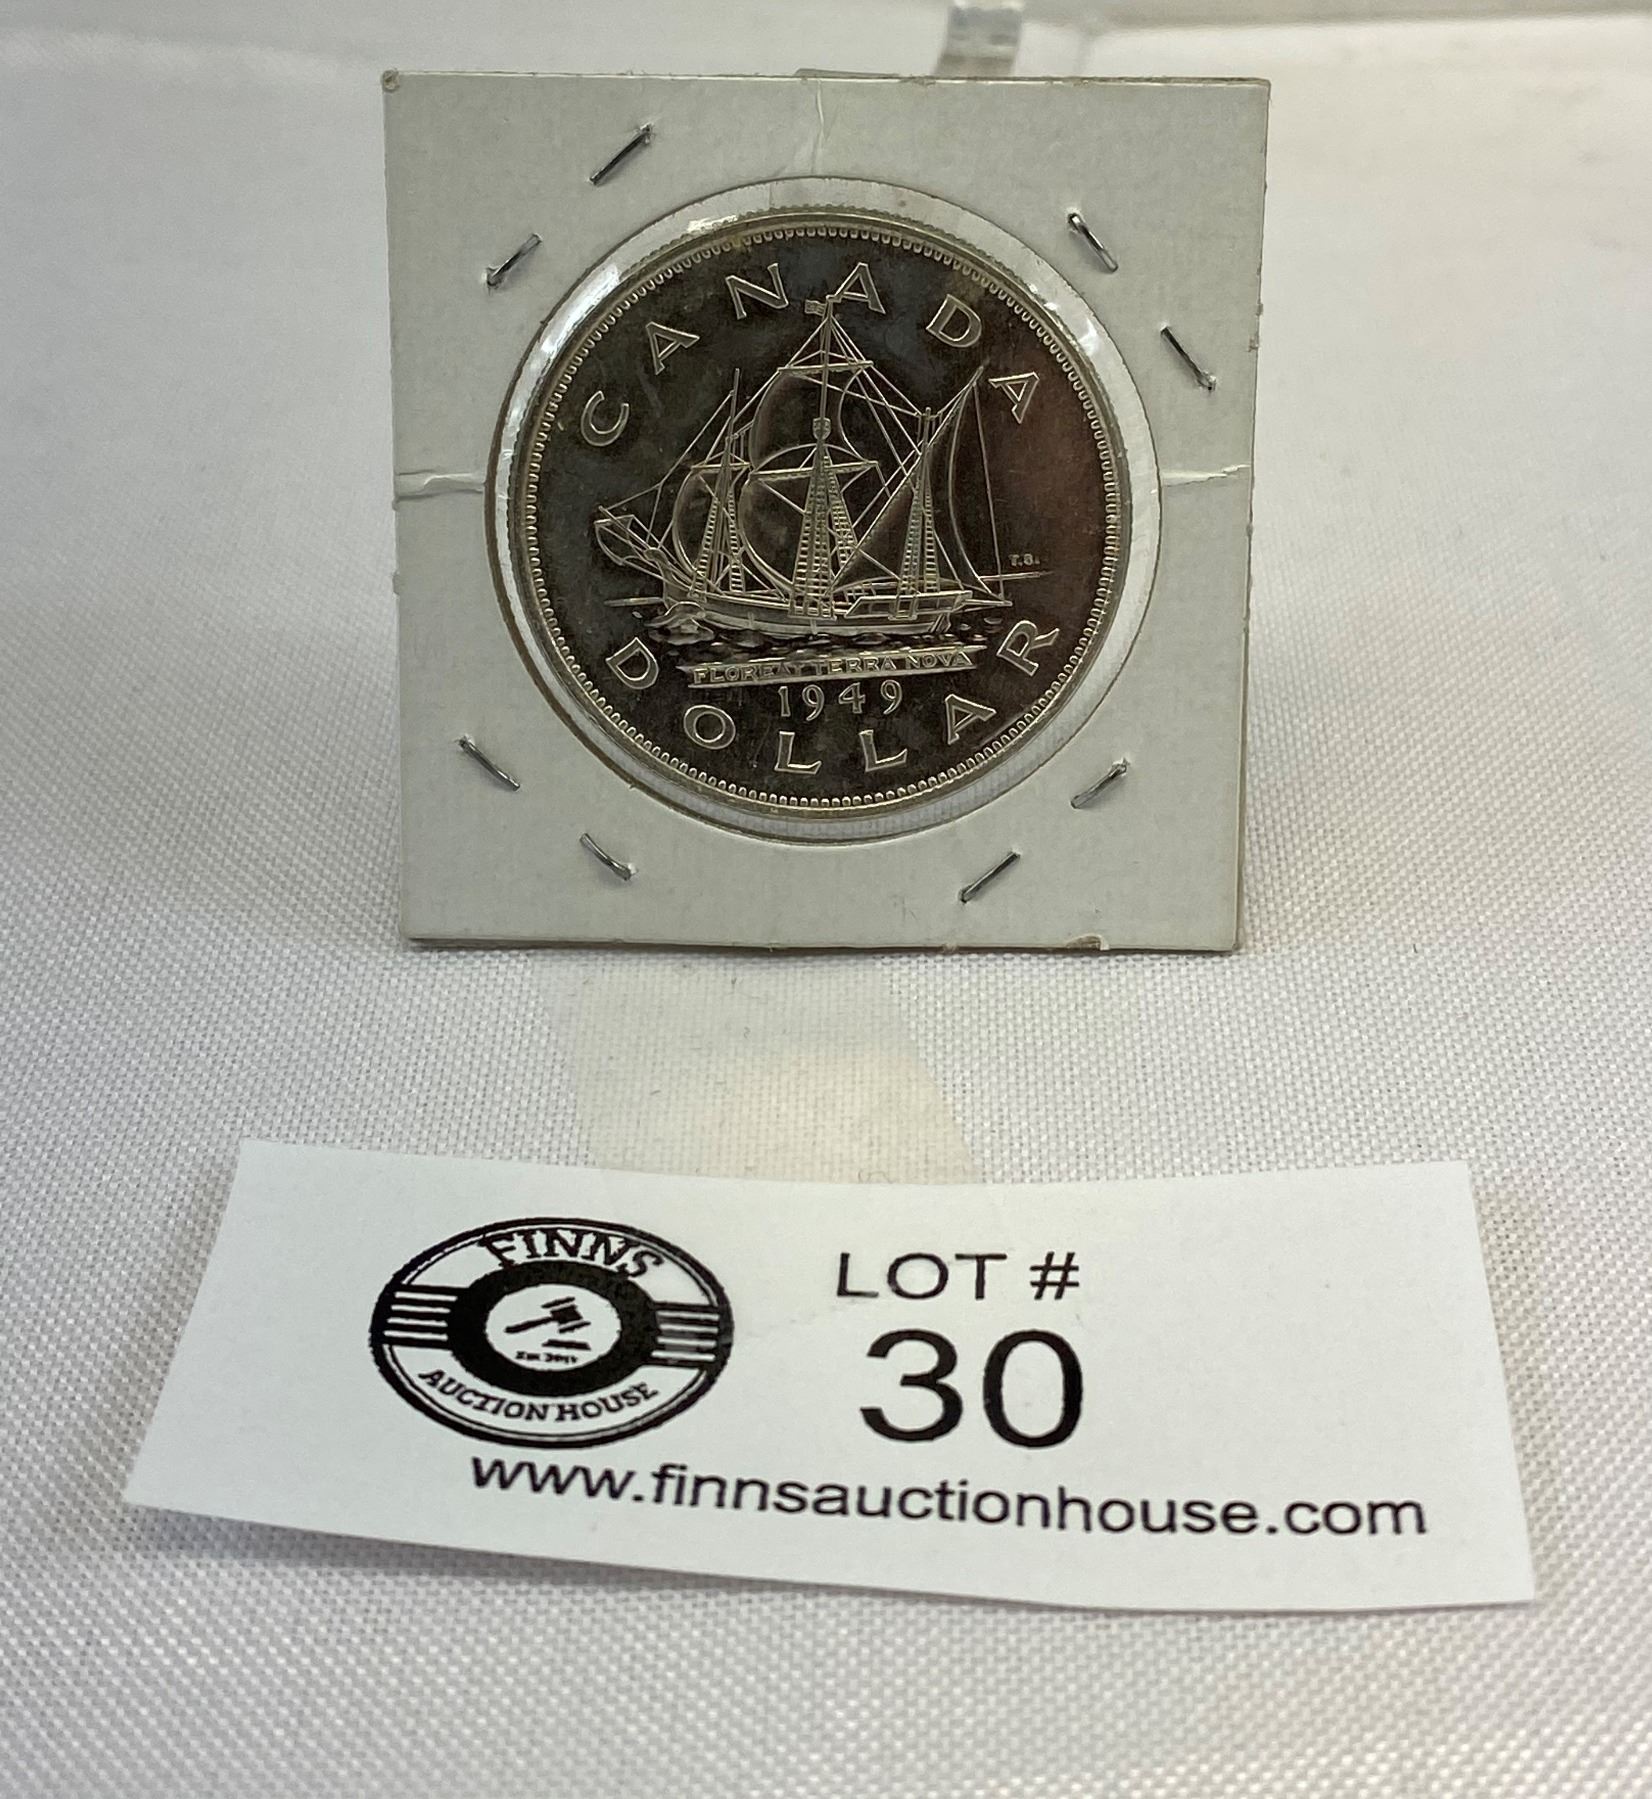 CANADA
T.S.
FLOREAT TERRA NOVA
1949
DOLLAR
FINNS
AUCTION HOUSE
LOT #
30
www.finnsauctionhouse.com